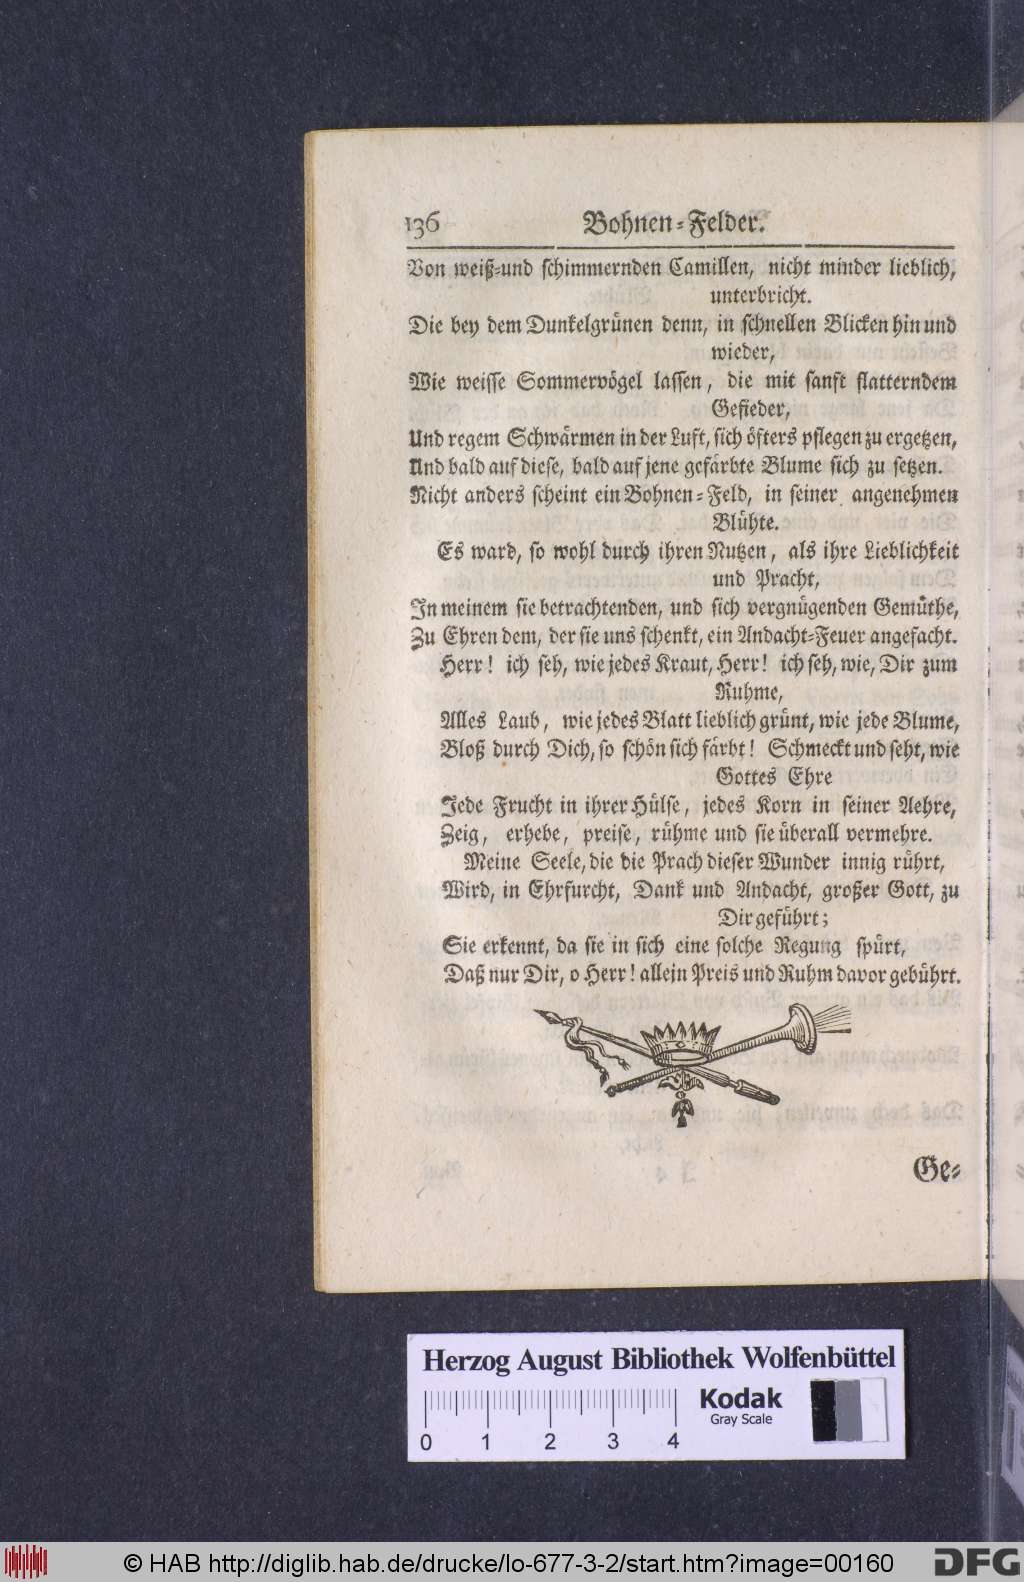 136 Bohnen-Felder.
Von weiß-und schimmernden Camillen, nicht minder lieblich,
unterbricht.
Die bey dem Dunkelgrünen denn, in schnellen Blicken hin und
wieder,
Wie weisse Sommervögel lassen, die mit sanft flatterndem
Gefieder,
Und regem Schwärmen in der Luft, sich öfters pflegen zu ergetzen,
Und bald auf diese, bald auf jene gefärbte Blume sich zu setzen.
Nicht anders scheint ein Bohnen-Feld, in seiner angenehmen
Blühte.
Es ward, so wohl durch ihren Nutzen, als ihre Lieblichkeit
und Pracht,
In meinem sie betrachtenden, und sich vergnügenden Gemüthe,
Zu Ehren dem, der sie uns schenkt, ein Andacht-Feuer angefacht.
Herr! ich seh, wie jedes Kraut, Herr! ich seh, wie, Dir zum
Ruhme,
Alles Laub, wie jedes Blatt lieblich grünt, wie jede Blume,
Bloß durch Dich, so schön sich färbt! Schmeckt und seht, wie
Gottes Ehre
Jede Frucht in ihrer Hülse, jedes Korn in seiner Aehre,
Zeig, erhebe, preise, rühme und sie überall vermehre.
Meine Seele, die die Prach dieser Wunder innig rührt,
Wird, in Ehrfurcht, Dank und Andacht, großer Gott, zu
Dir geführt;
Sie erkennt, da sie in sich eine solche Regung spürt,
Daß nur Dir, o Herr! allein Preis und Ruhm davor gebührt.
Ge-
Herzog August Bibliothek Wolfenbüttel
Kodak
Gray Scale
0 1 2 3 4
© HAB http://diglib.hab.de/drucke/lo-677-3-2/start.htm?image=00160
DFG